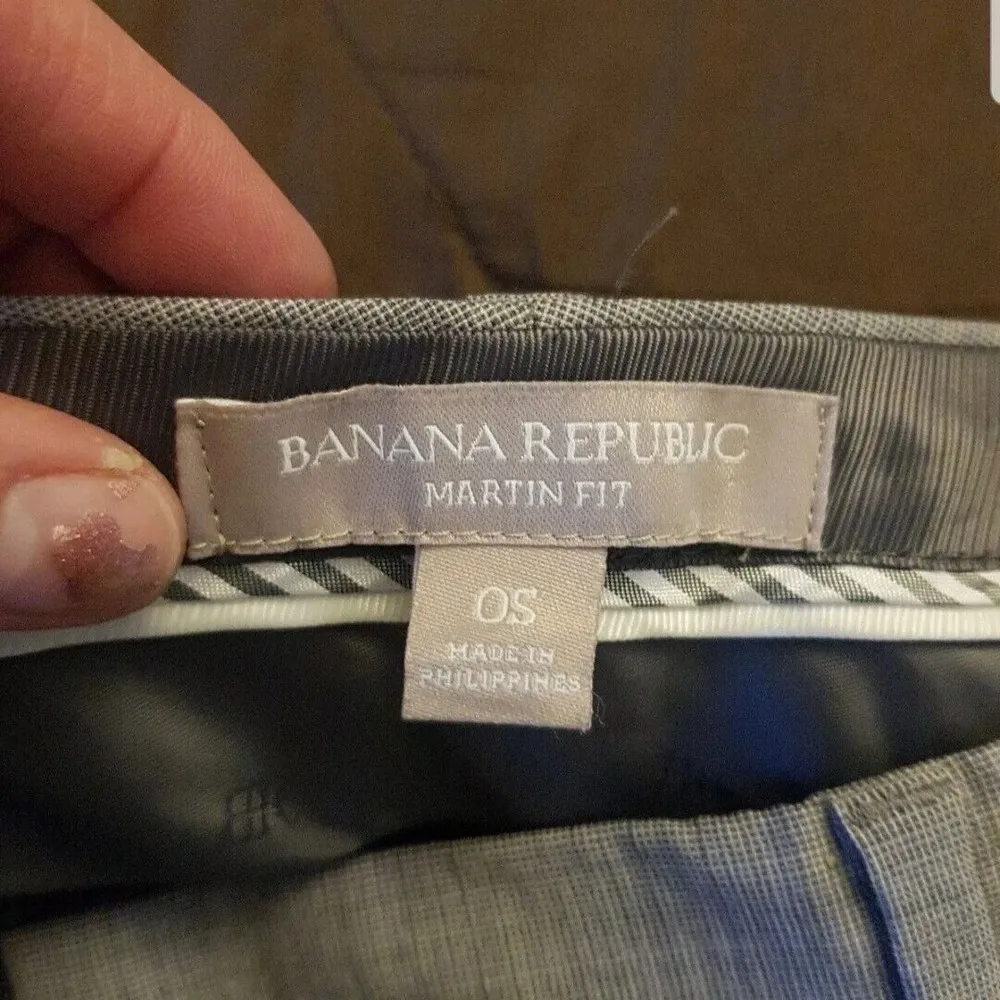 BANANA REPUBLIC
MARTIN FIT
0S
MADE IN
PHILIPPINES